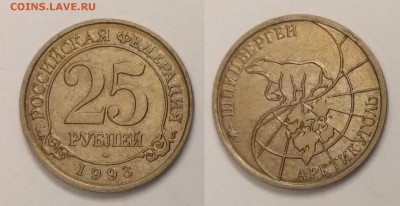 COINS.LAVE.RU
РОССИЙСКАЯ ФЕДЕРАЦИЯ
25
РУБЛЕЙ
1993
ШПИЦБЕРГЕН
АРКТИКУГОЛЬ